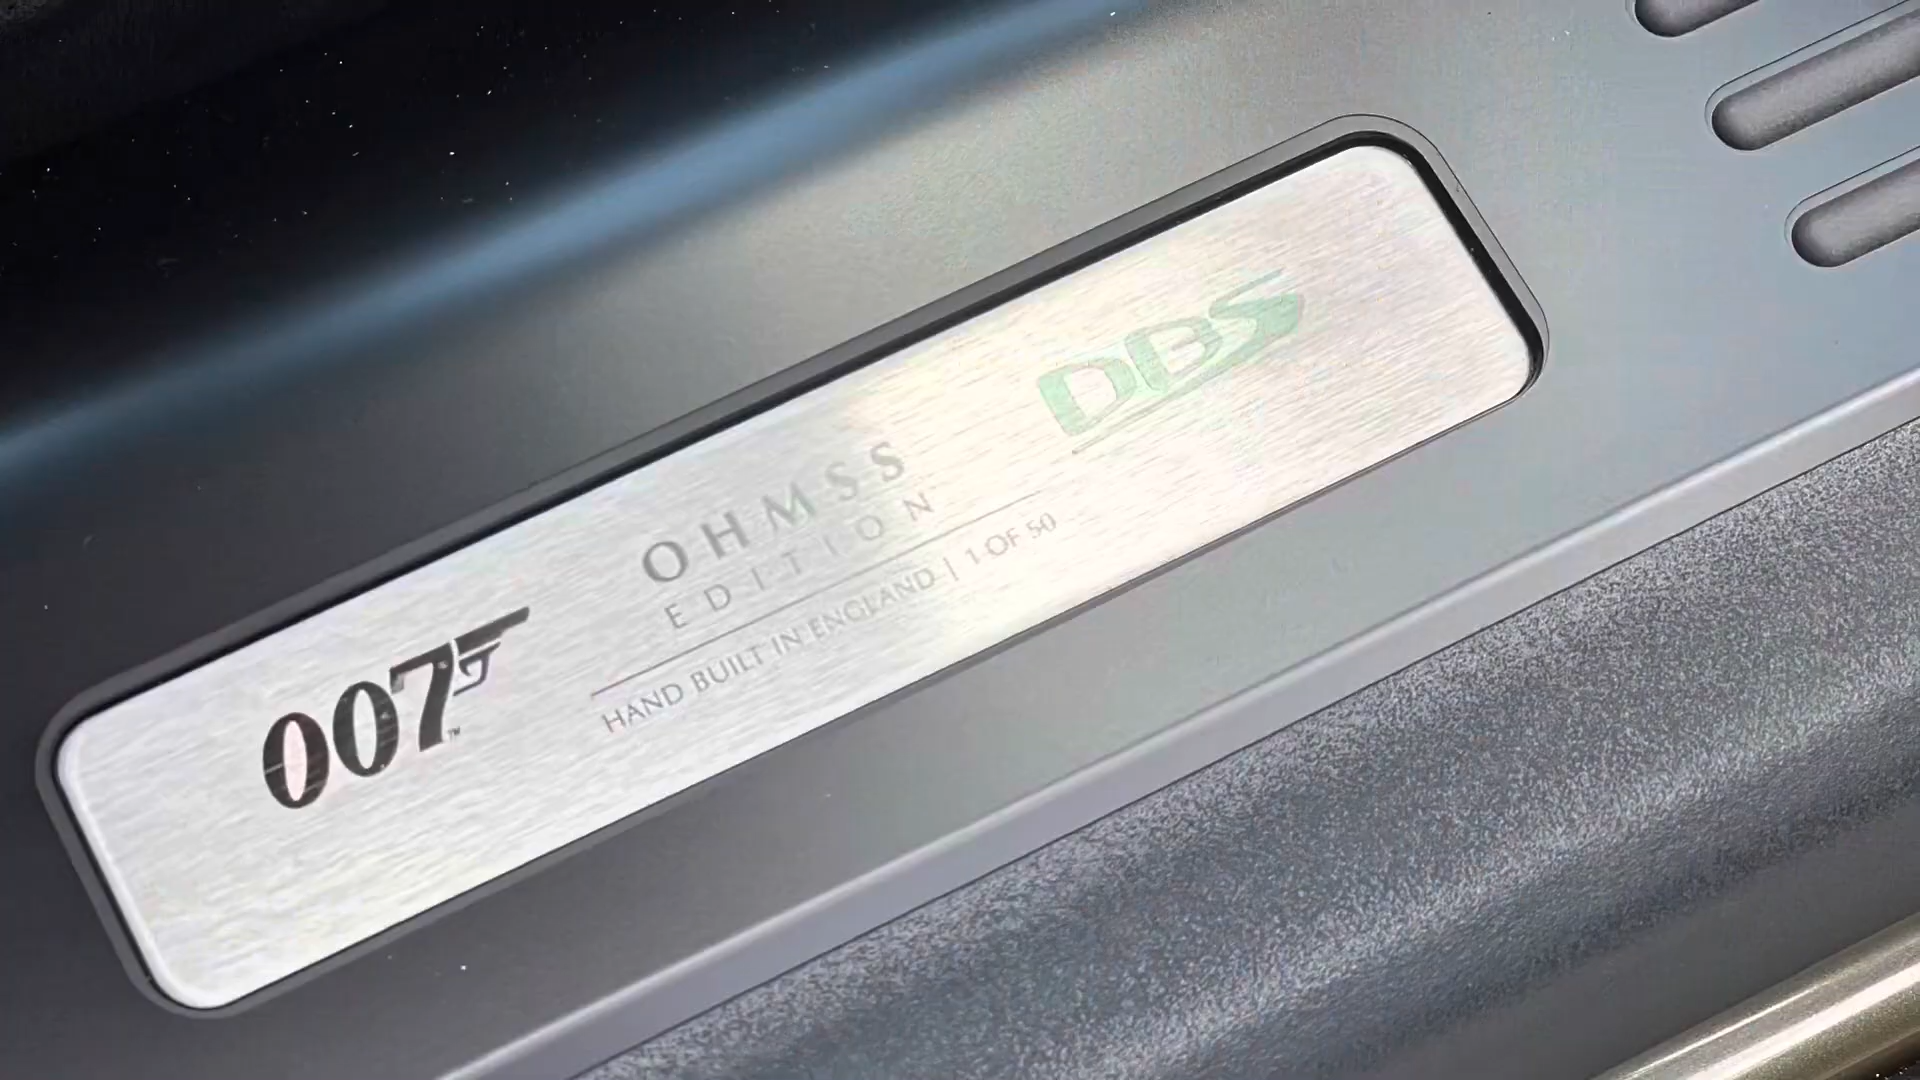 007™
OHMSS
EDITION
HAND BUILT IN ENGLAND | 1 OF 50
DBS